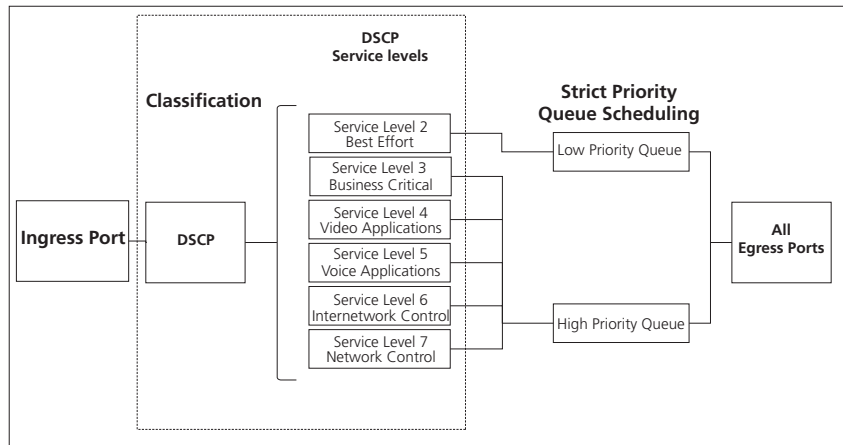 DSCP
Service levels
Classification
Strict Priority
Queue Scheduling
Service Level 2
Best Effort
Low Priority Queue
Service Level 3
Business Critical
Service Level 4
Video Applications
Ingress Port
DSCP
All
Egress Ports
Service Level 5
Voice Applications
Service Level 6
Internetwork Control
High Priority Queue
Service Level 7
Network Control